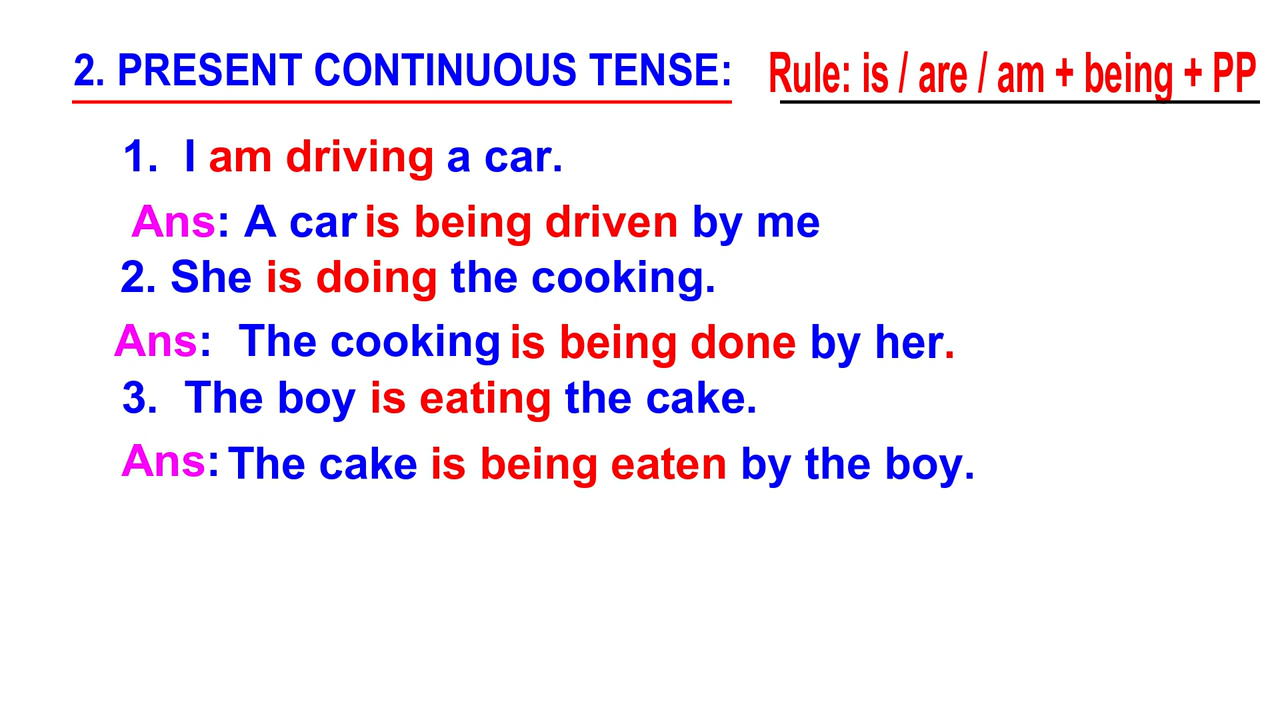 2. PRESENT CONTINUOUS TENSE: Rule: is / are / am + being + PP
1. I am driving a car.
Ans: A car is being driven by me
2. She is doing the cooking.
Ans: The cooking is being done by her.
3. The boy is eating the cake.
Ans: The cake is being eaten by the boy.